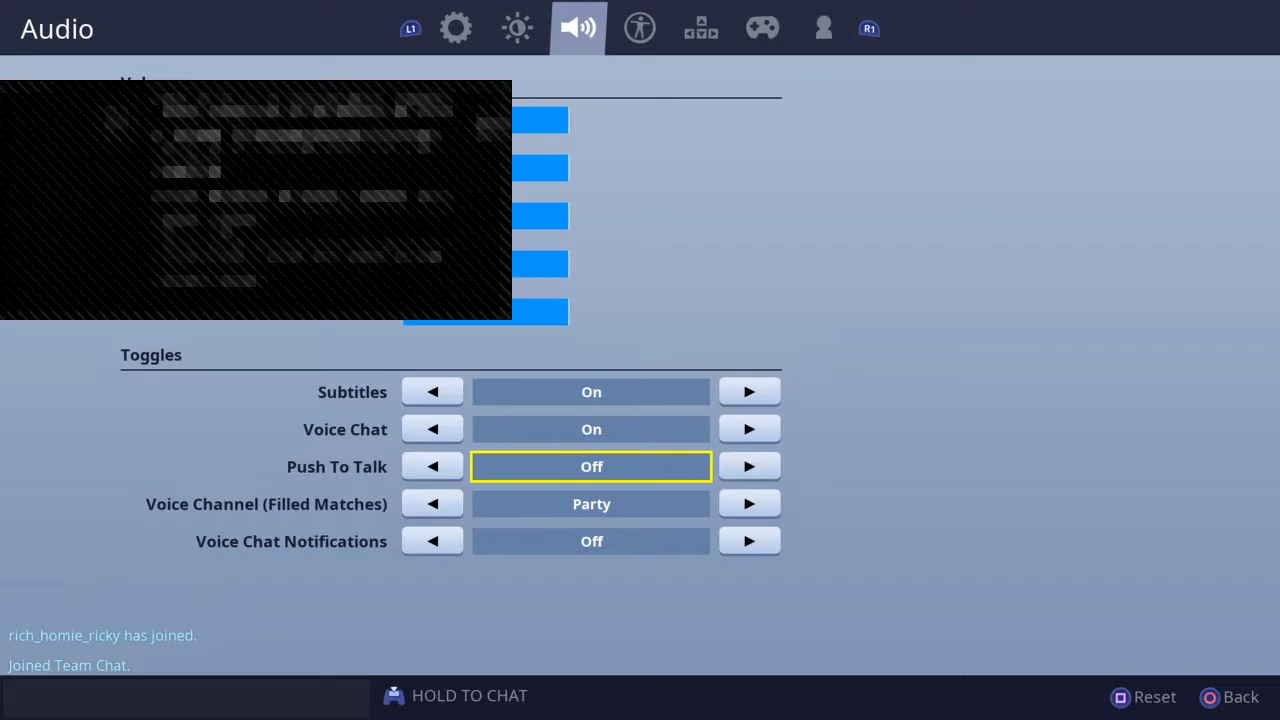 Audio
L1
R1
Toggles
Subtitles ◀ On ▶
Voice Chat ◀ On ▶
Push To Talk ◀ Off ▶
Voice Channel (Filled Matches) ◀ Party ▶
Voice Chat Notifications ◀ Off ▶
rich_homie_ricky has joined.
Joined Team Chat.
HOLD TO CHAT
Reset
Back